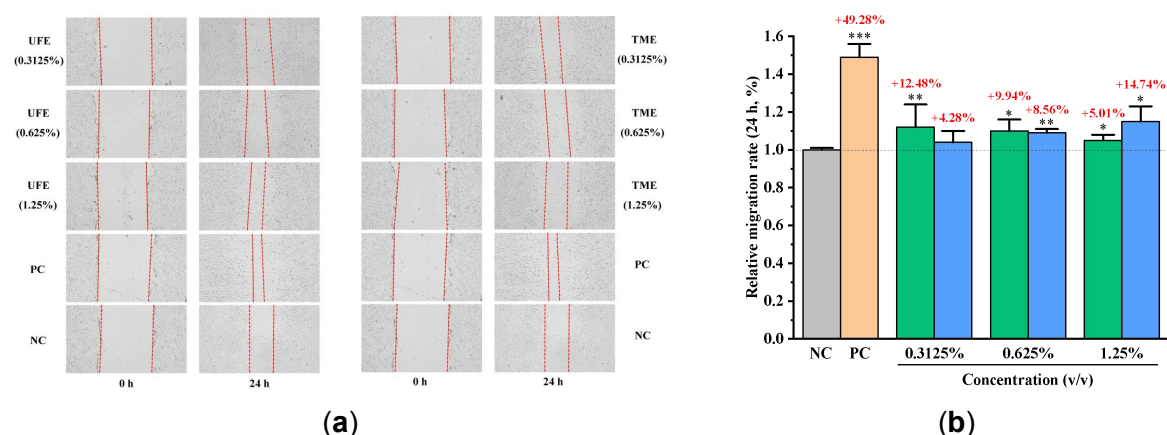 UFE
(0.3125%)
TME
(0.3125%)
UFE
(0.625%)
TME
(0.625%)
UFE
(1.25%)
TME
(1.25%)
PC
PC
NC
NC
0 h
24 h
0 h
24 h
(a)
Relative migration rate (24 h, %)
1.6
1.4
1.2
1.0
0.8
0.6
0.4
0.2
0.0
+49.28%
***
+12.48%
**
+4.28%
+9.94%
*
+8.56%
**
+5.01%
*
+14.74%
*
NC
PC
0.3125%
0.625%
1.25%
Concentration (v/v)
(b)